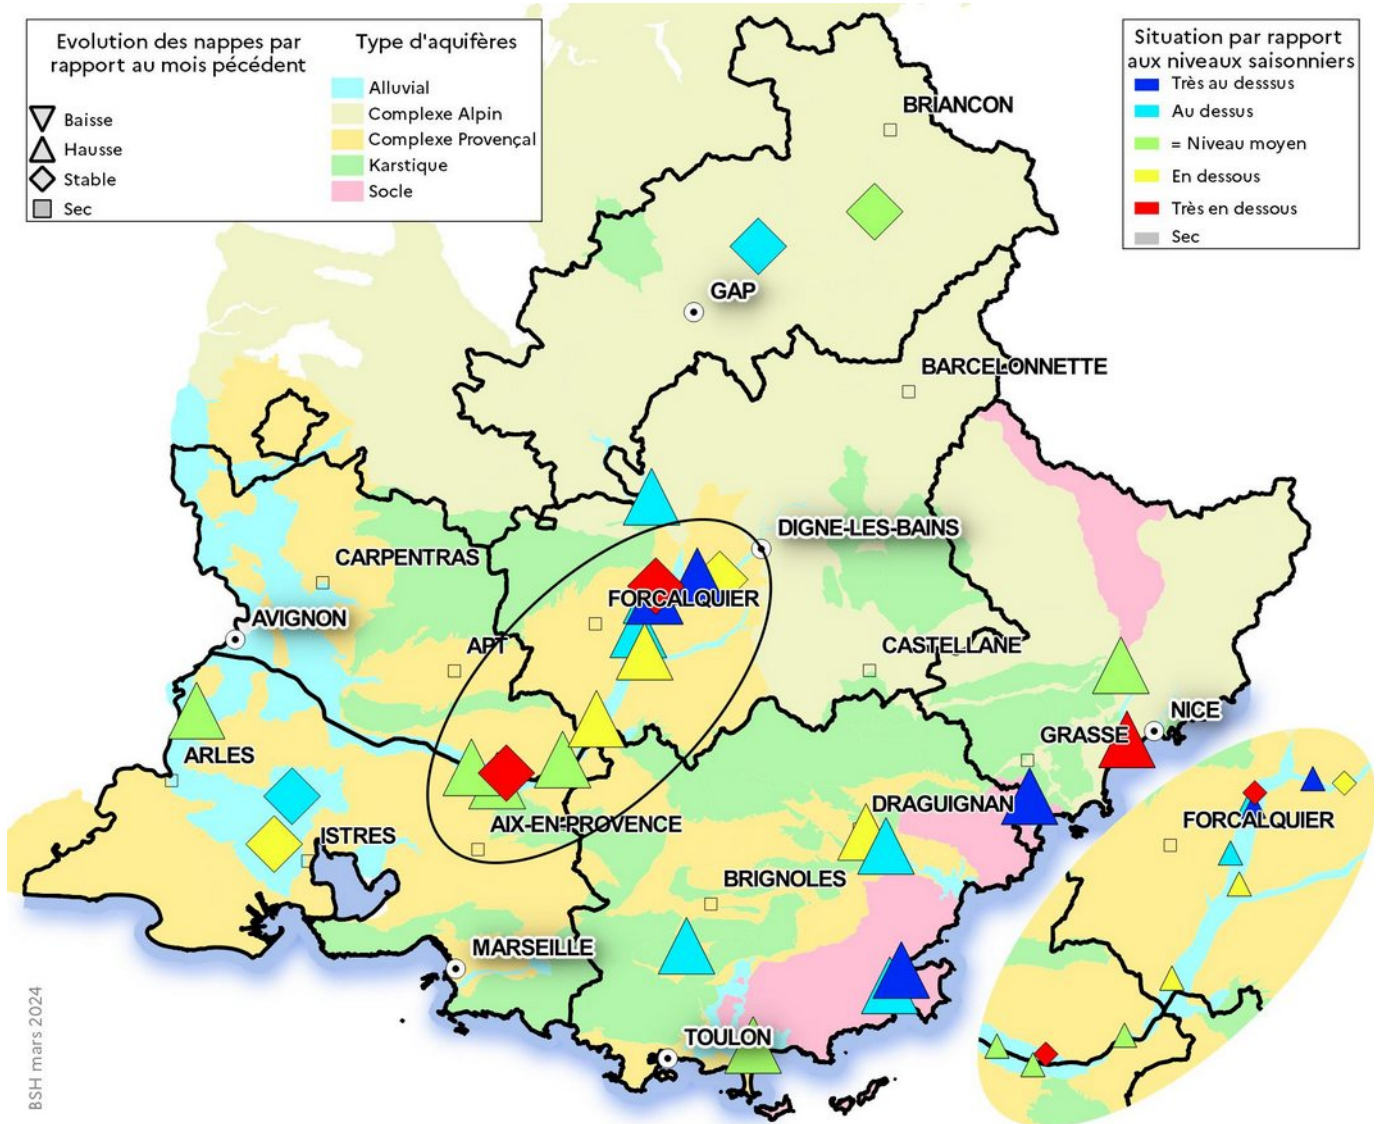 Evolution des nappes par
rapport au mois pécédent
Baisse
Hausse
Stable
Sec
Type d'aquifères
Alluvial
Complexe Alpin
Complexe Provençal
Karstique
Socle
Situation par rapport
aux niveaux saisonniers
Très au desssus
Au dessus
= Niveau moyen
En dessous
Très en dessous
Sec
BRIANCON
GAP
BARCELONNETTE
DIGNE-LES-BAINS
CARPENTRAS
FORCALQUIER
AVIGNON
APT
CASTELLANE
NICE
GRASSE
ARLES
DRAGUIGNAN
AIX-EN-PROVENCE
ISTRES
FORCALQUIER
BRIGNOLES
MARSEILLE
TOULON
BSH mars 2024